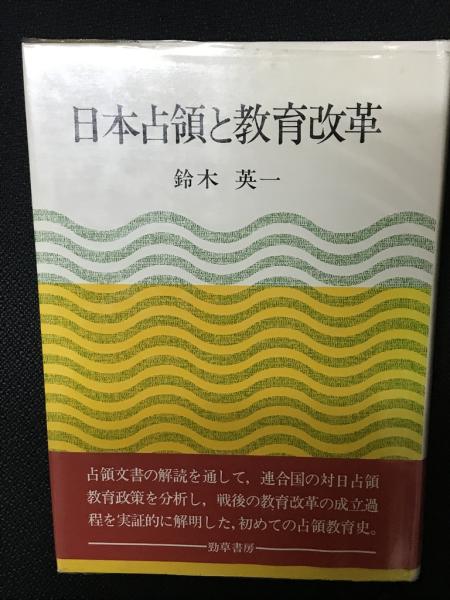 日本占領と教育改革
鈴木 英一
占領文書の解読を通して，連合国の対日占領
教育政策を分析し，戦後の教育改革の成立過
程を実証的に解明した，初めての占領教育史。
勁草書房